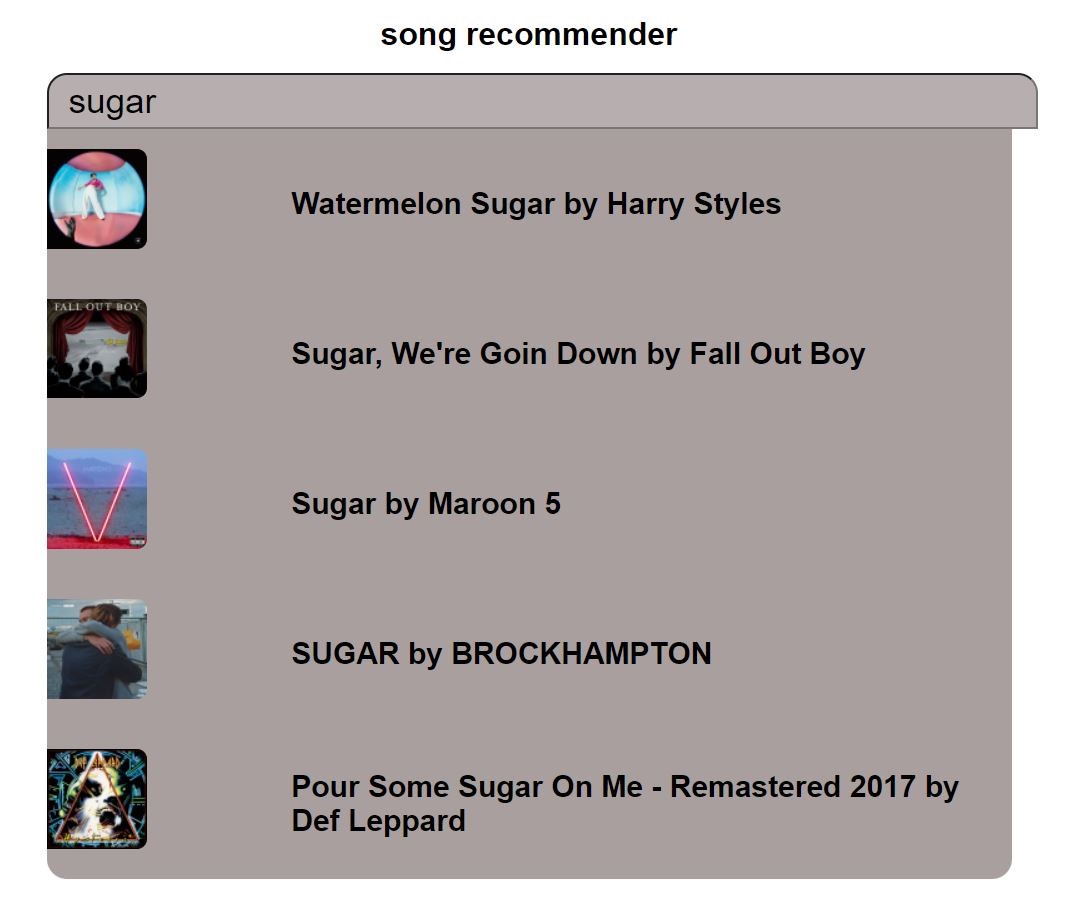 song recommender
sugar
Watermelon Sugar by Harry Styles
FALL OUT BOY
Sugar, We're Goin Down by Fall Out Boy
Sugar by Maroon 5
SUGAR by BROCKHAMPTON
Pour Some Sugar On Me - Remastered 2017 by
Def Leppard